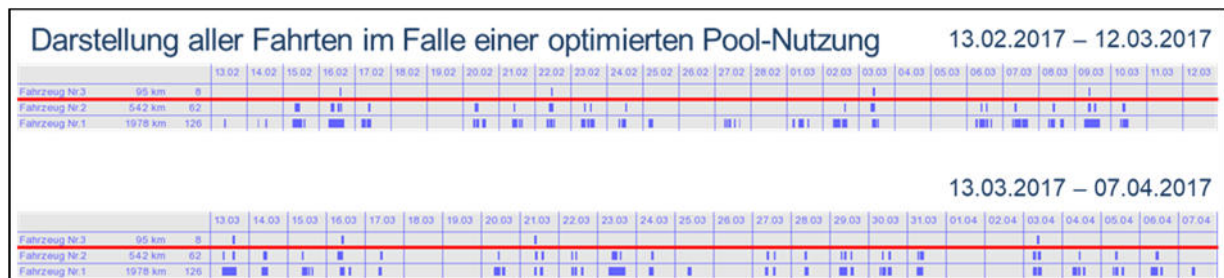 Darstellung aller Fahrten im Falle einer optimierten Pool-Nutzung 13.02.2017 – 12.03.2017
13.02 14.02 15.02 16.02 17.02 18.02 19.02 20.02 21.02 22.02 23.02 24.02 25.02 26.02 27.02 28.02 01.03 02.03 03.03 04.03 05.03 06.03 07.03 08.03 09.03 10.03 11.03 12.03
Fahrzeug Nr.3 95 km 8
Fahrzeug Nr.2 542 km 62
Fahrzeug Nr.1 1978 km 126
13.03.2017 – 07.04.2017
13.03 14.03 15.03 16.03 17.03 18.03 19.03 20.03 21.03 22.03 23.03 24.03 25.03 26.03 27.03 28.03 29.03 30.03 31.03 01.04 02.04 03.04 04.04 05.04 06.04 07.04
Fahrzeug Nr.3 95 km 8
Fahrzeug Nr.2 542 km 62
Fahrzeug Nr.1 1978 km 126